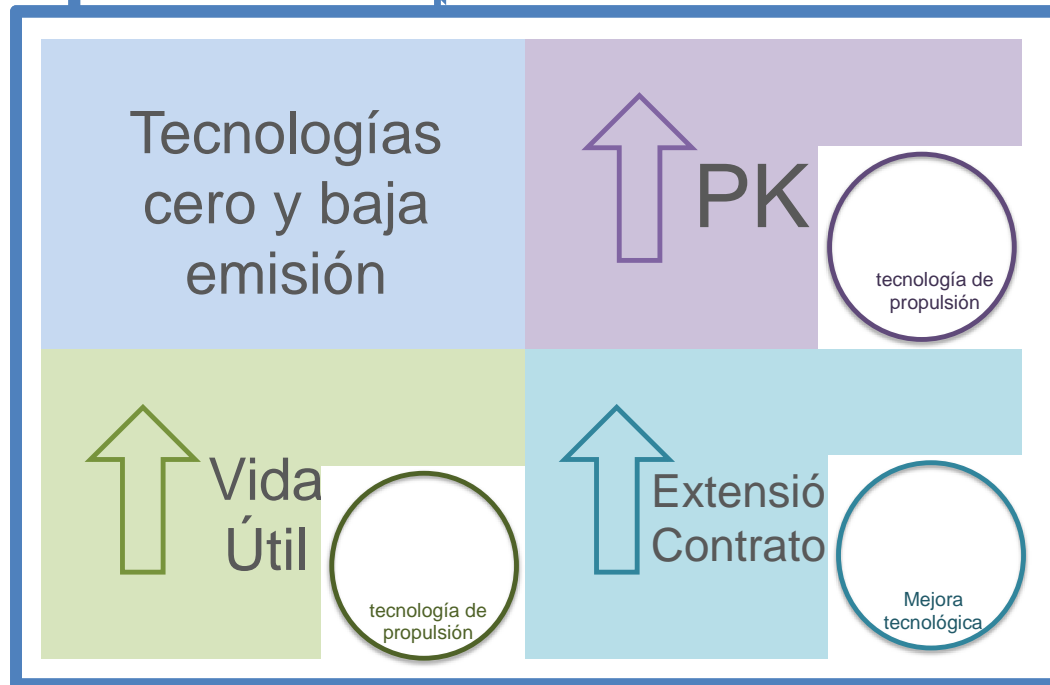 Tecnologías
cero y baja
emisión
PK
tecnología de
propulsión
Vida
Útil
tecnología de
propulsión
Extensió
Contrato
Mejora
tecnológica